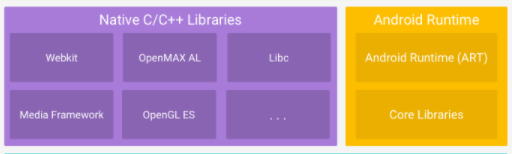 Native C/C++ Libraries
Android Runtime
Webkit
OpenMAX AL
Libc
Android Runtime (ART)
Media Framework
OpenGL ES
...
Core Libraries